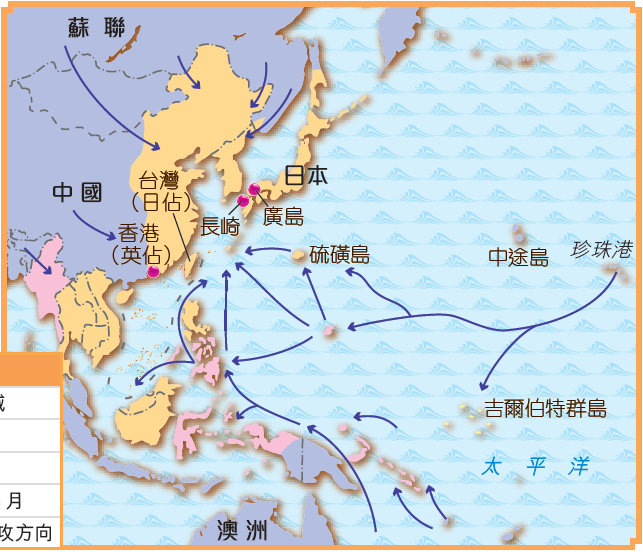 蘇聯
日本
中國
台灣
（日佔）
廣島
長崎
香港
（英佔）
硫磺島
中途島
珍珠港
吉爾伯特群島
太平洋
月
攻方向
澳洲